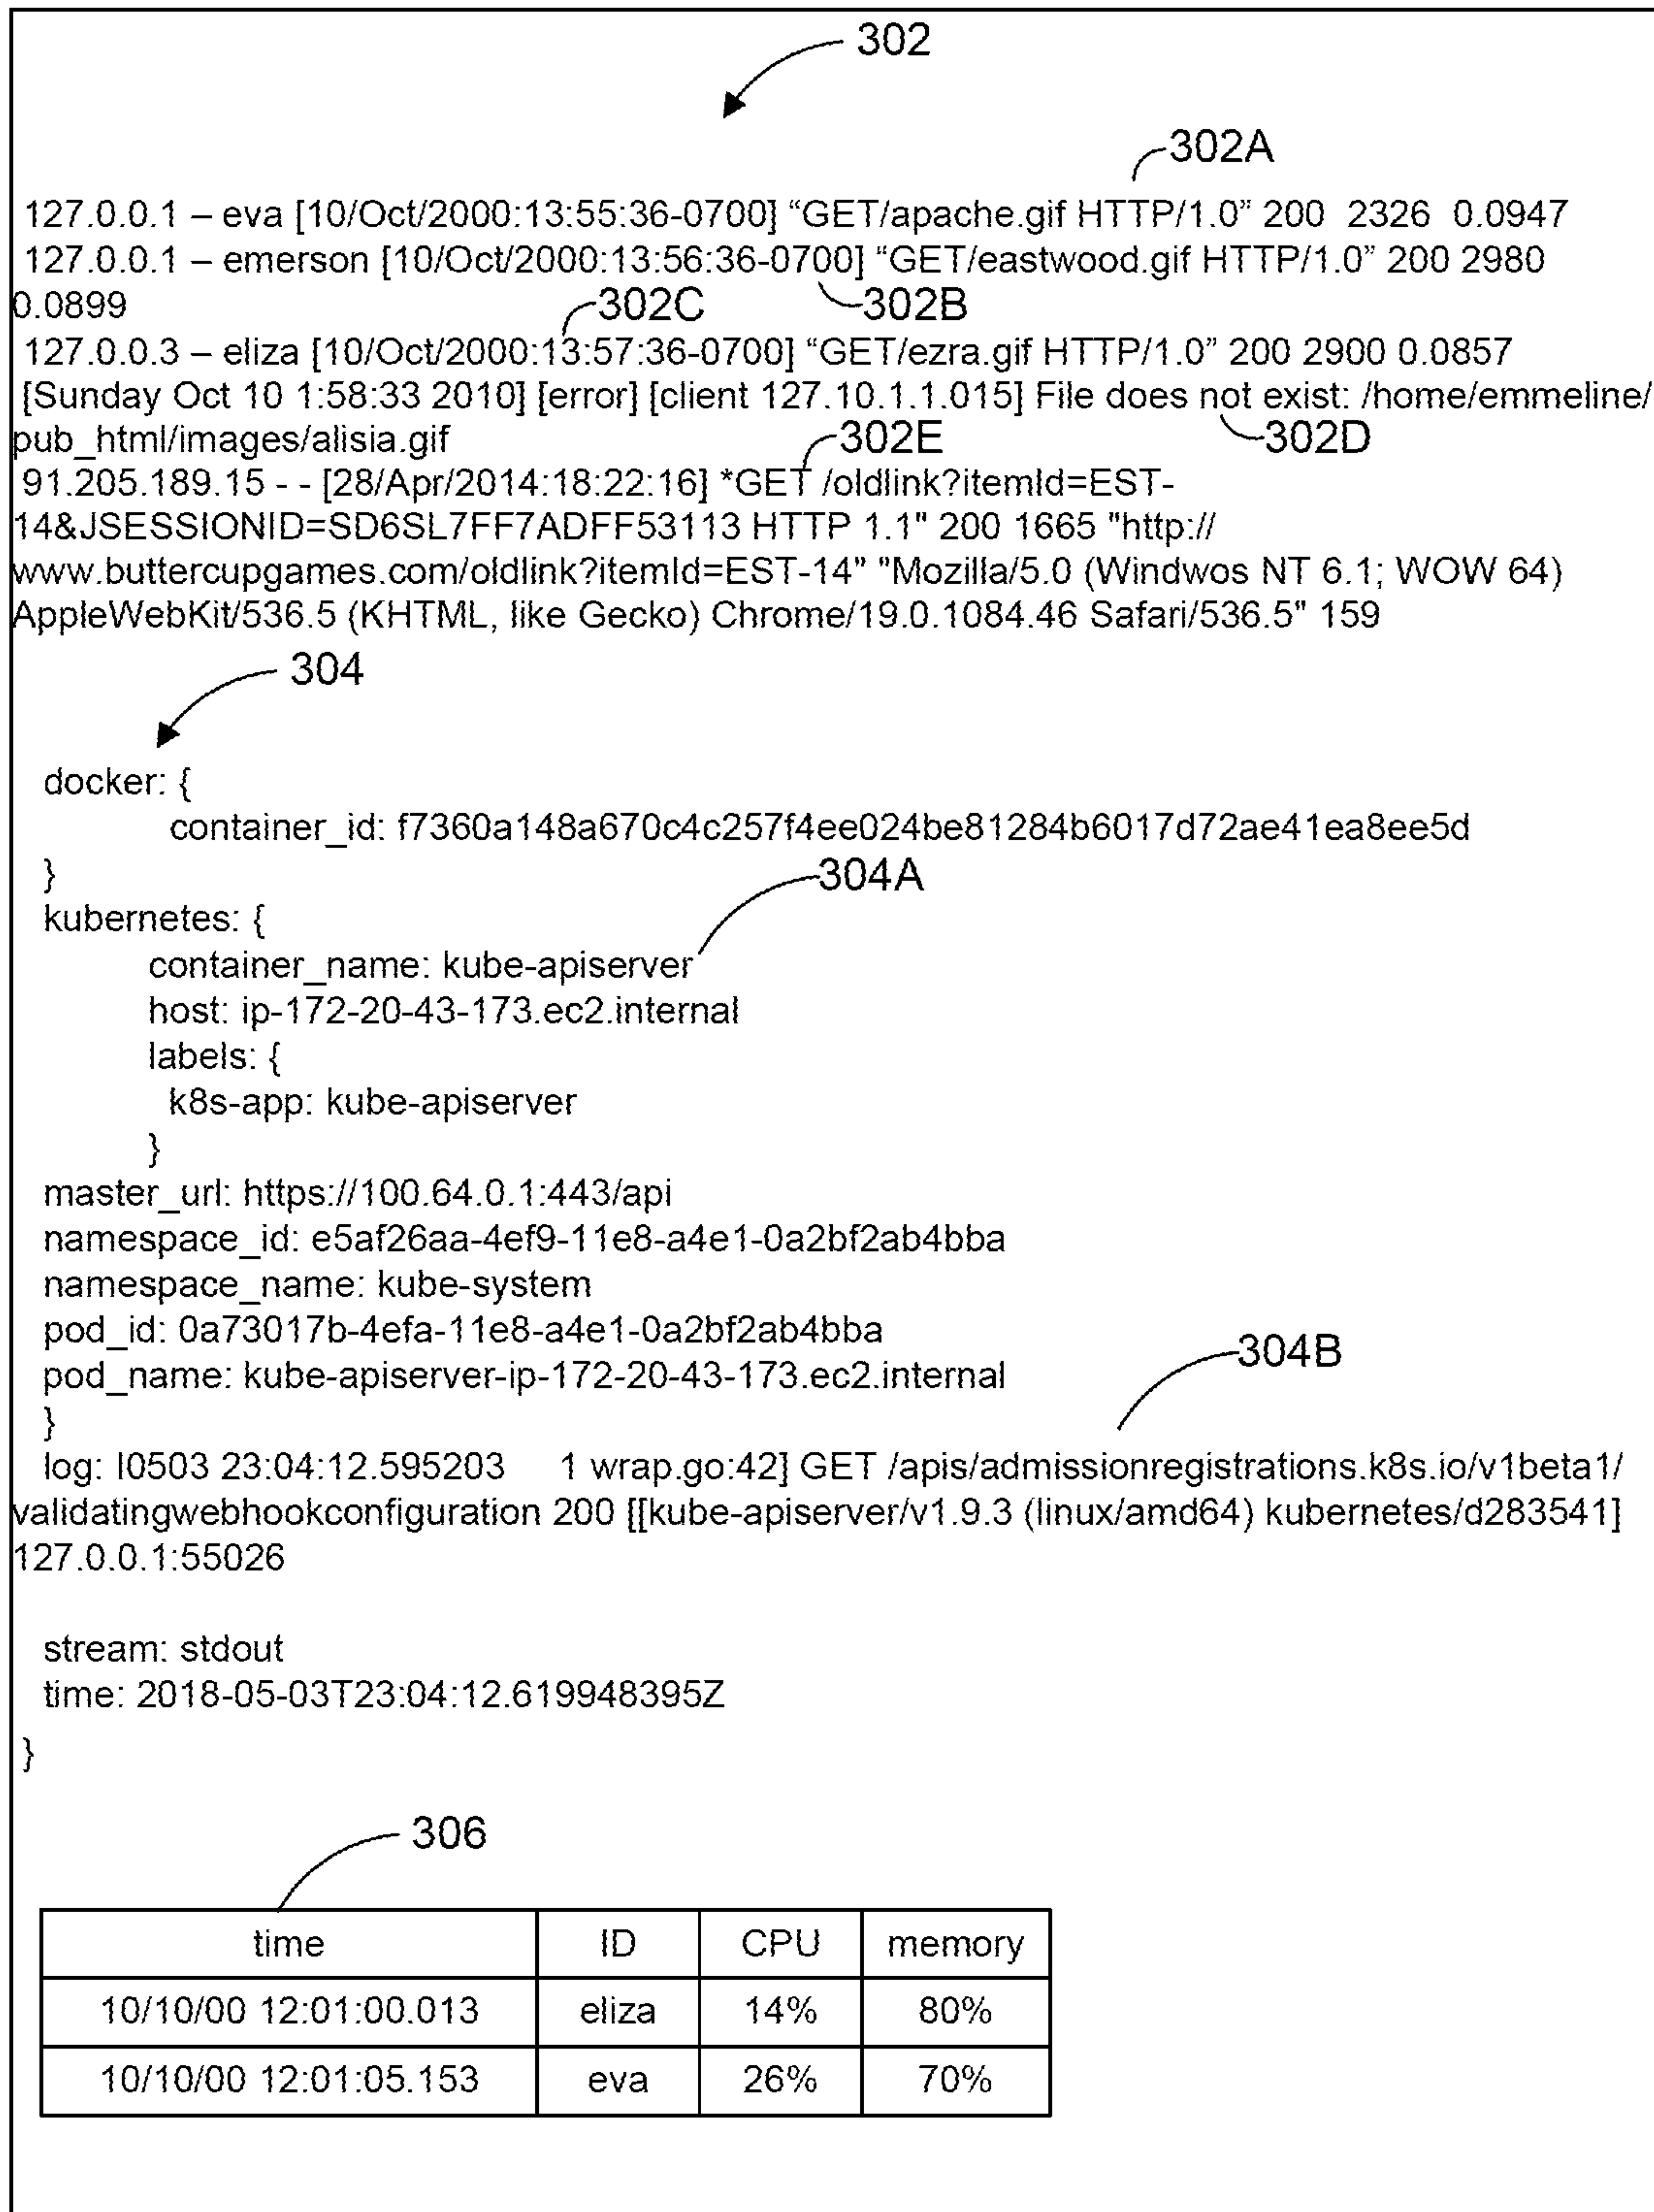 302
302A
127.0.0.1 – eva [10/Oct/2000:13:55:36-0700] “GET/apache.gif HTTP/1.0” 200  2326  0.0947
127.0.0.1 – emerson [10/Oct/2000:13:56:36-0700] “GET/eastwood.gif HTTP/1.0” 200 2980
0.0899
302C
302B
127.0.0.3 – eliza [10/Oct/2000:13:57:36-0700] “GET/ezra.gif HTTP/1.0” 200 2900 0.0857
[Sunday Oct 10 1:58:33 2010] [error] [client 127.10.1.1.015] File does not exist: /home/emmeline/
pub_html/images/alisia.gif
302E
302D
91.205.189.15 - - [28/Apr/2014:18:22:16] *GET /oldlink?itemId=EST-
14&JSESSIONID=SD6SL7FF7ADFF53113 HTTP 1.1" 200 1665 "http://
www.buttercupgames.com/oldlink?itemId=EST-14" "Mozilla/5.0 (Windwos NT 6.1; WOW 64)
AppleWebKit/536.5 (KHTML, like Gecko) Chrome/19.0.1084.46 Safari/536.5" 159
304
docker: {
container_id: f7360a148a670c4c257f4ee024be81284b6017d72ae41ea8ee5d
}
304A
kubernetes: {
container_name: kube-apiserver
host: ip-172-20-43-173.ec2.internal
labels: {
k8s-app: kube-apiserver
}
master_url: https://100.64.0.1:443/api
namespace_id: e5af26aa-4ef9-11e8-a4e1-0a2bf2ab4bba
namespace_name: kube-system
pod_id: 0a73017b-4efa-11e8-a4e1-0a2bf2ab4bba
304B
pod_name: kube-apiserver-ip-172-20-43-173.ec2.internal
}
log: I0503 23:04:12.595203     1 wrap.go:42] GET /apis/admissionregistrations.k8s.io/v1beta1/
validatingwebhookconfiguration 200 [[kube-apiserver/v1.9.3 (linux/amd64) kubernetes/d283541]
127.0.0.1:55026
stream: stdout
time: 2018-05-03T23:04:12.619948395Z
}
306
time ID CPU memory
10/10/00 12:01:00.013 eliza 14% 80%
10/10/00 12:01:05.153 eva 26% 70%